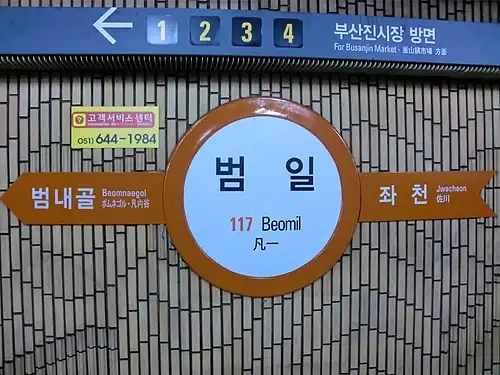 1 2 3 4
부산진시장 방면
For Busanjin Market · 釜山鎭市場 方面
고객서비스센터
051) 644-1984
범내골 Beomnaegol
ボムネゴル · 凡内谷
범 일
117 Beomil
凡一
좌 천 Jwacheon
佐川